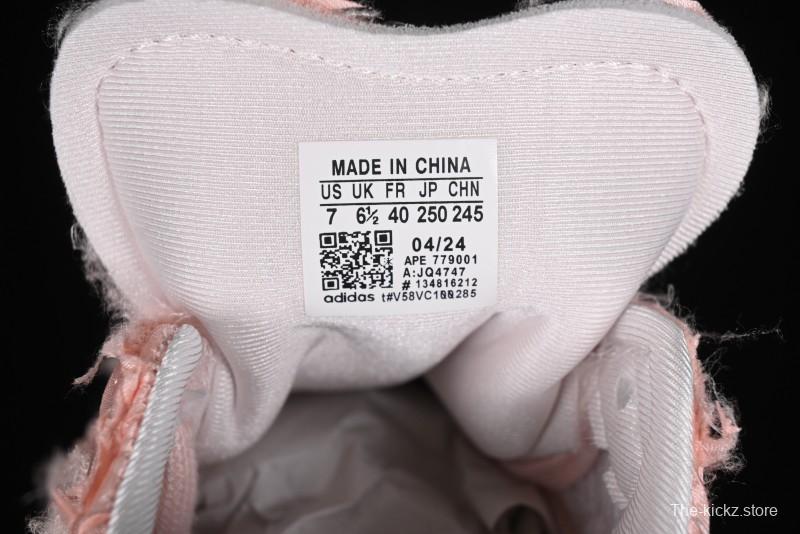 MADE IN CHINA
US UK FR JP CHN
7 6½ 40 250 245
04/24
APE 779001
A:JQ4747
# 134816212
adidas t#V58VC100285
The-kickz.store